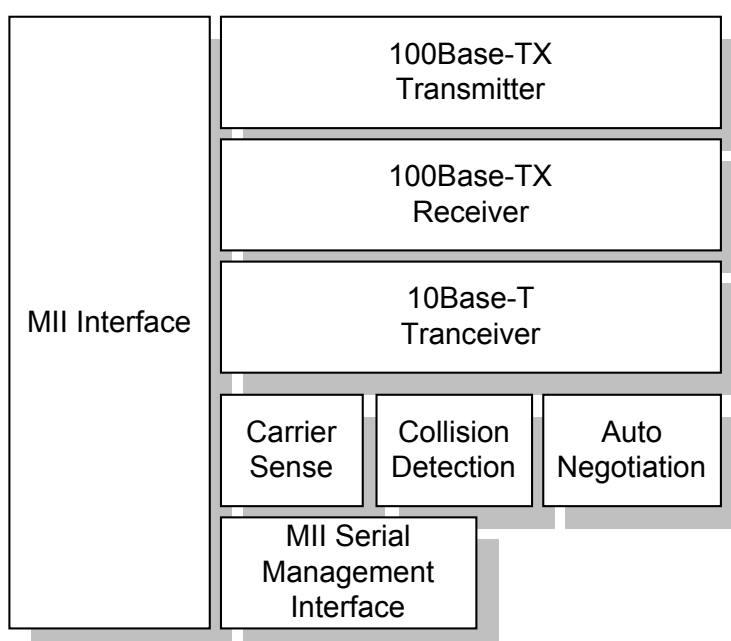 MII Interface
100Base-TX
Transmitter
100Base-TX
Receiver
10Base-T
Tranceiver
Carrier
Sense
Collision
Detection
Auto
Negotiation
MII Serial
Management
Interface